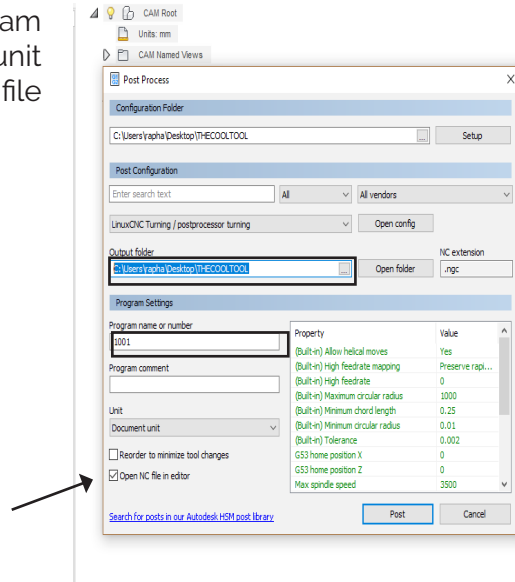 am
unit
file
CAM Root
Units: mm
CAM Named Views
Post Process
Configuration Folder
C:\Users\rapha\Desktop\THECOOLTOOL
... Setup
Post Configuration
Enter search text All All vendors
LinuxCNC Turning / postprocessor turning Open config
Output folder NC extension
C:\Users\rapha\Desktop\THECOOLTOOL ... Open folder .ngc
Program Settings
Program name or number
1001
Program comment
Unit
Document unit
Reorder to minimize tool changes
Open NC file in editor
Property Value
(Built-in) Allow helical moves Yes
(Built-in) High feedrate mapping Preserve rapi...
(Built-in) High feedrate 0
(Built-in) Maximum circular radius 1000
(Built-in) Minimum chord length 0.25
(Built-in) Minimum circular radius 0.01
(Built-in) Tolerance 0.002
G53 home position X 0
G53 home position Z 0
Max spindle speed 3500
Search for posts in our Autodesk HSM post library
Post Cancel